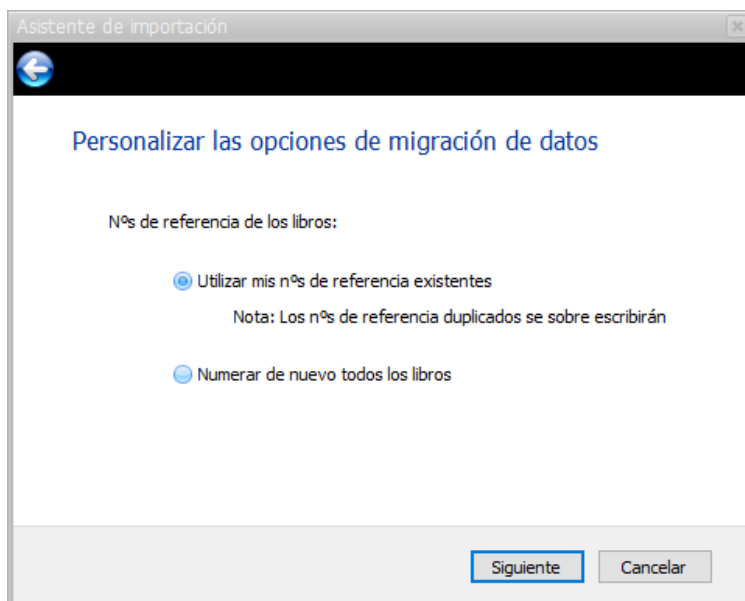 Asistente de importación
Personalizar las opciones de migración de datos
Nºs de referencia de los libros:
Utilizar mis nºs de referencia existentes
Nota: Los nºs de referencia duplicados se sobre escribirán
Numerar de nuevo todos los libros
Siguiente Cancelar